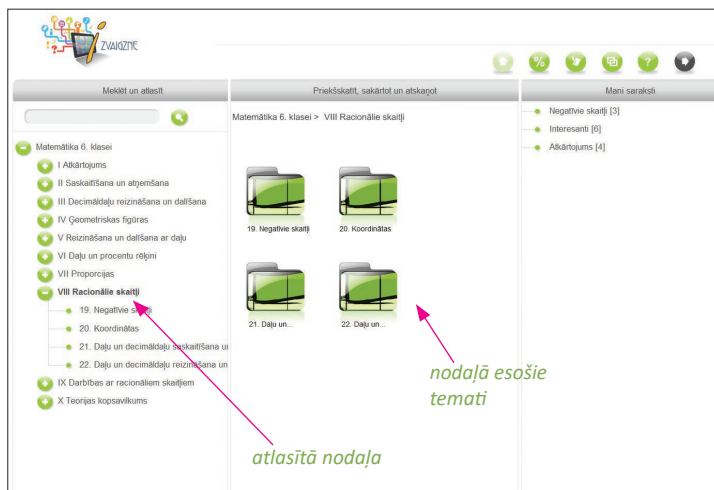 ZVAIGZNE
Meklēt un atlasīt
Priekšskatīt, sakārtot un atskaņot
Mani saraksti
Matemātika 6. klasei
I Atkārtojums
II Saskaitīšana un atņemšana
III Decimāldaļu reizināšana un dalīšana
IV Ģeometriskas figūras
V Reizināšana un dalīšana ar daļu
VI Daļu un procentu rēķini
VII Proporcijas
VIII Racionālie skaitļi
19. Negatīvie skaitļi
20. Koordinātas
21. Daļu un decimāldaļu saskaitīšana un
22. Daļu un decimāldaļu reizināšana un
IX Darbības ar racionāliem skaitļiem
X Teorijas kopsavilkums
Matemātika 6. klasei > VIII Racionālie skaitļi
19. Negatīvie skaitļi
20. Koordinātas
21. Daļu un...
22. Daļu un...
Negatīvie skaitļi [3]
Interesanti [6]
Atkārtojums [4]
nodaļā esošie
temati
atlasītā nodaļa